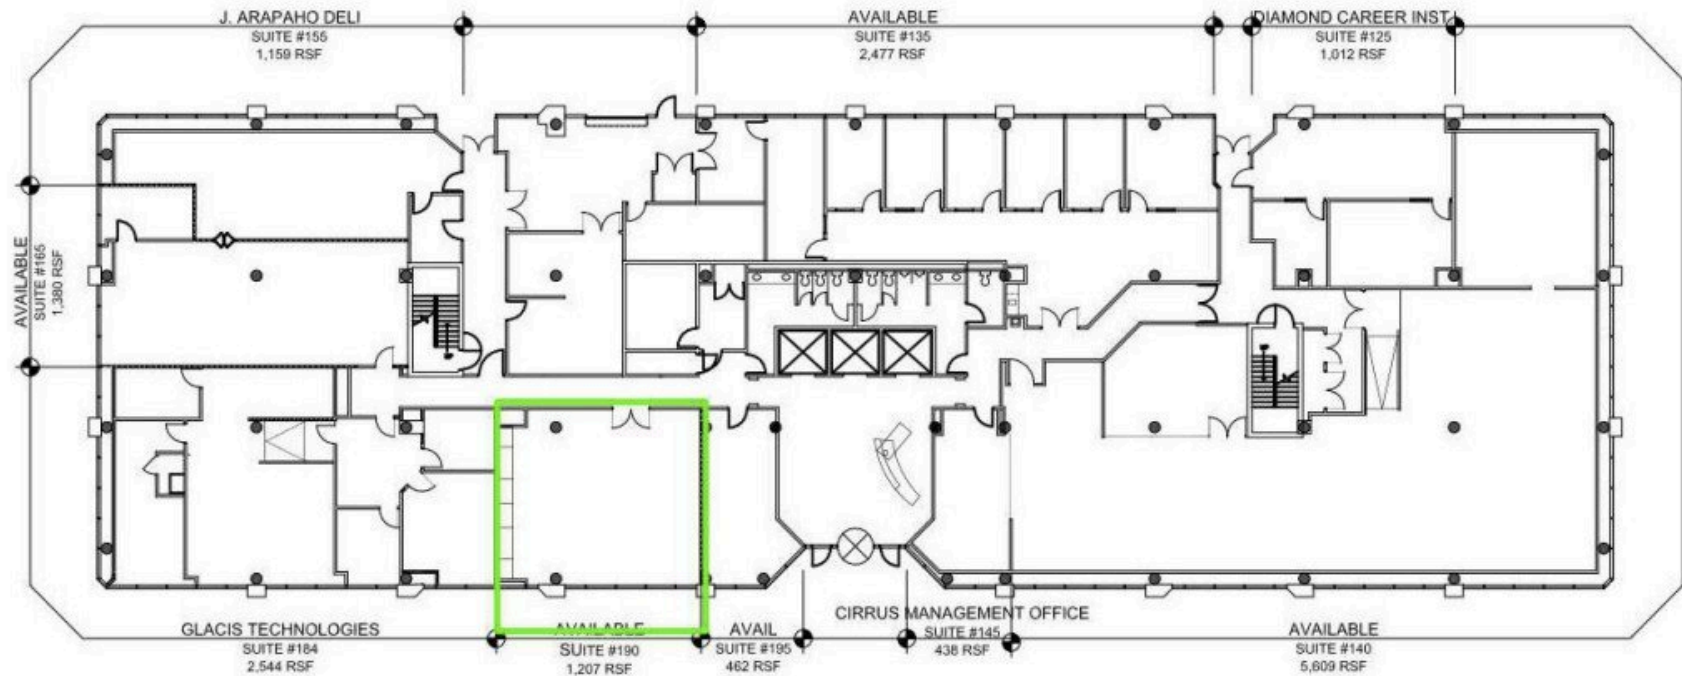 J. ARAPAHO DELI
SUITE #155
1,159 RSF
AVAILABLE
SUITE #135
2,477 RSF
DIAMOND CAREER INST
SUITE #125
1,012 RSF
AVAILABLE
SUITE #165
1,380 RSF
GLACIS TECHNOLOGIES
SUITE #184
2,544 RSF
AVAILABLE
SUITE #190
1,207 RSF
AVAIL
SUITE #195
462 RSF
CIRRUS MANAGEMENT OFFICE
SUITE #145
438 RSF
AVAILABLE
SUITE #140
5,609 RSF